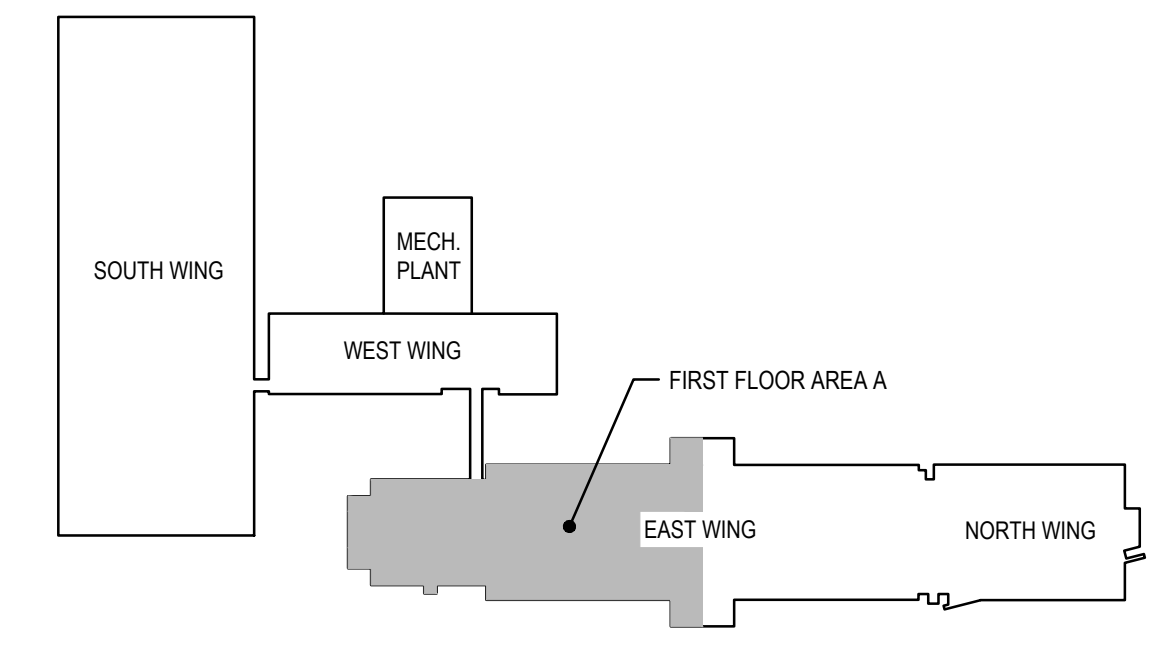 MECH.
PLANT
SOUTH WING
WEST WING
FIRST FLOOR AREA A
EAST WING
NORTH WING